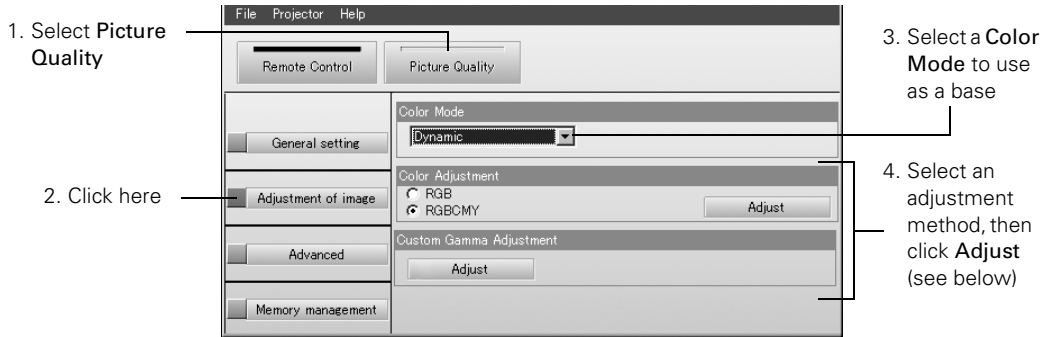 File Projector Help
1. Select Picture
Quality
Remote Control
Picture Quality
3. Select a Color
Mode to use
as a base
Color Mode
Dynamic
General setting
2. Click here
Adjustment of image
Color Adjustment
RGB
RGBCMY
Adjust
4. Select an
adjustment
method, then
click Adjust
(see below)
Custom Gamma Adjustment
Adjust
Advanced
Memory management